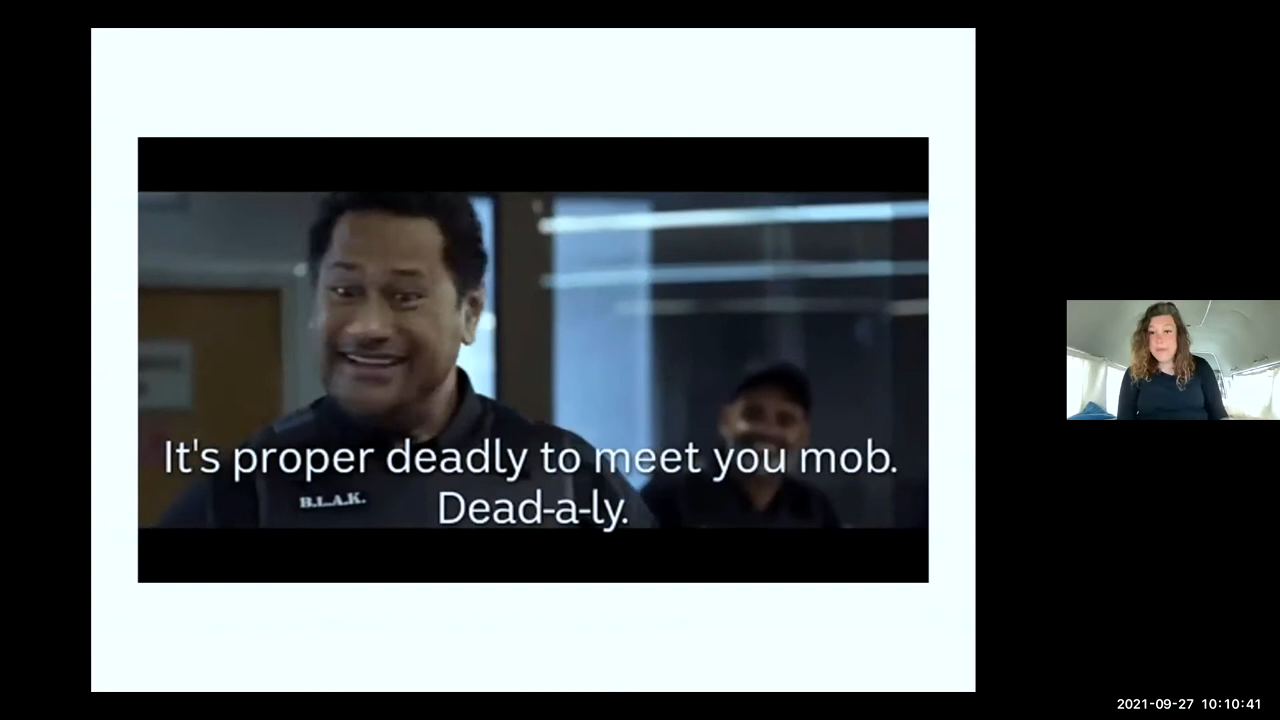 It's proper deadly to meet you mob.
B.L.A.K.
Dead-a-ly.
2021-09-27 10:10:41